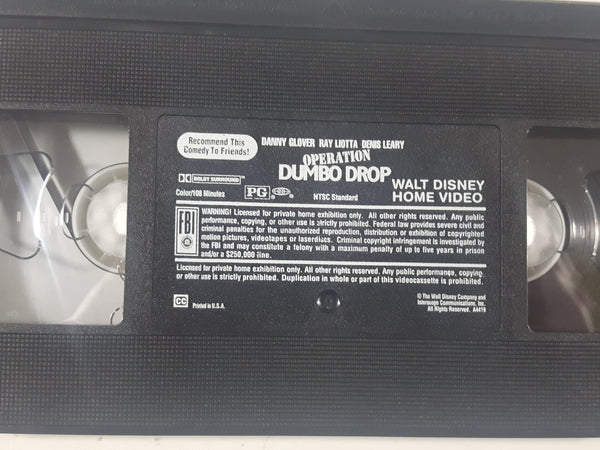 Recommend This
Comedy To Friends!
DANNY GLOVER RAY LIOTTA DENIS LEARY
OPERATION
DUMBO DROP
DOLBY SURROUND
Color/108 Minutes
PG
NTSC Standard
WALT DISNEY
HOME VIDEO
FBI
WARNING! Licensed for private home exhibition only. All other rights reserved. Any public
performance, copying, or other use is strictly prohibited. Federal law provides severe civil and
criminal penalties for the unauthorized reproduction, distribution or exhibition of copyrighted
motion pictures, videotapes or laserdiscs. Criminal copyright infringement is investigated by
the FBI and may constitute a felony with a maximum penalty of up to five years in prison
and/or a $250,000 fine.
Licensed for private home exhibition only. All other rights reserved. Any public performance, copying
or other use is strictly prohibited. Duplication in whole or part of this videocassette is prohibited.
CC
Printed in U.S.A.
© The Walt Disney Company and
Interscope Communications, Inc.
All Rights Reserved. A4419